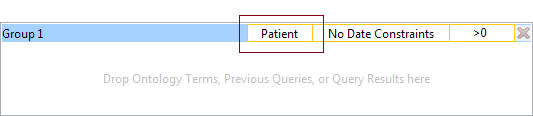 Group 1 Patient No Date Constraints >0
Drop Ontology Terms, Previous Queries, or Query Results here